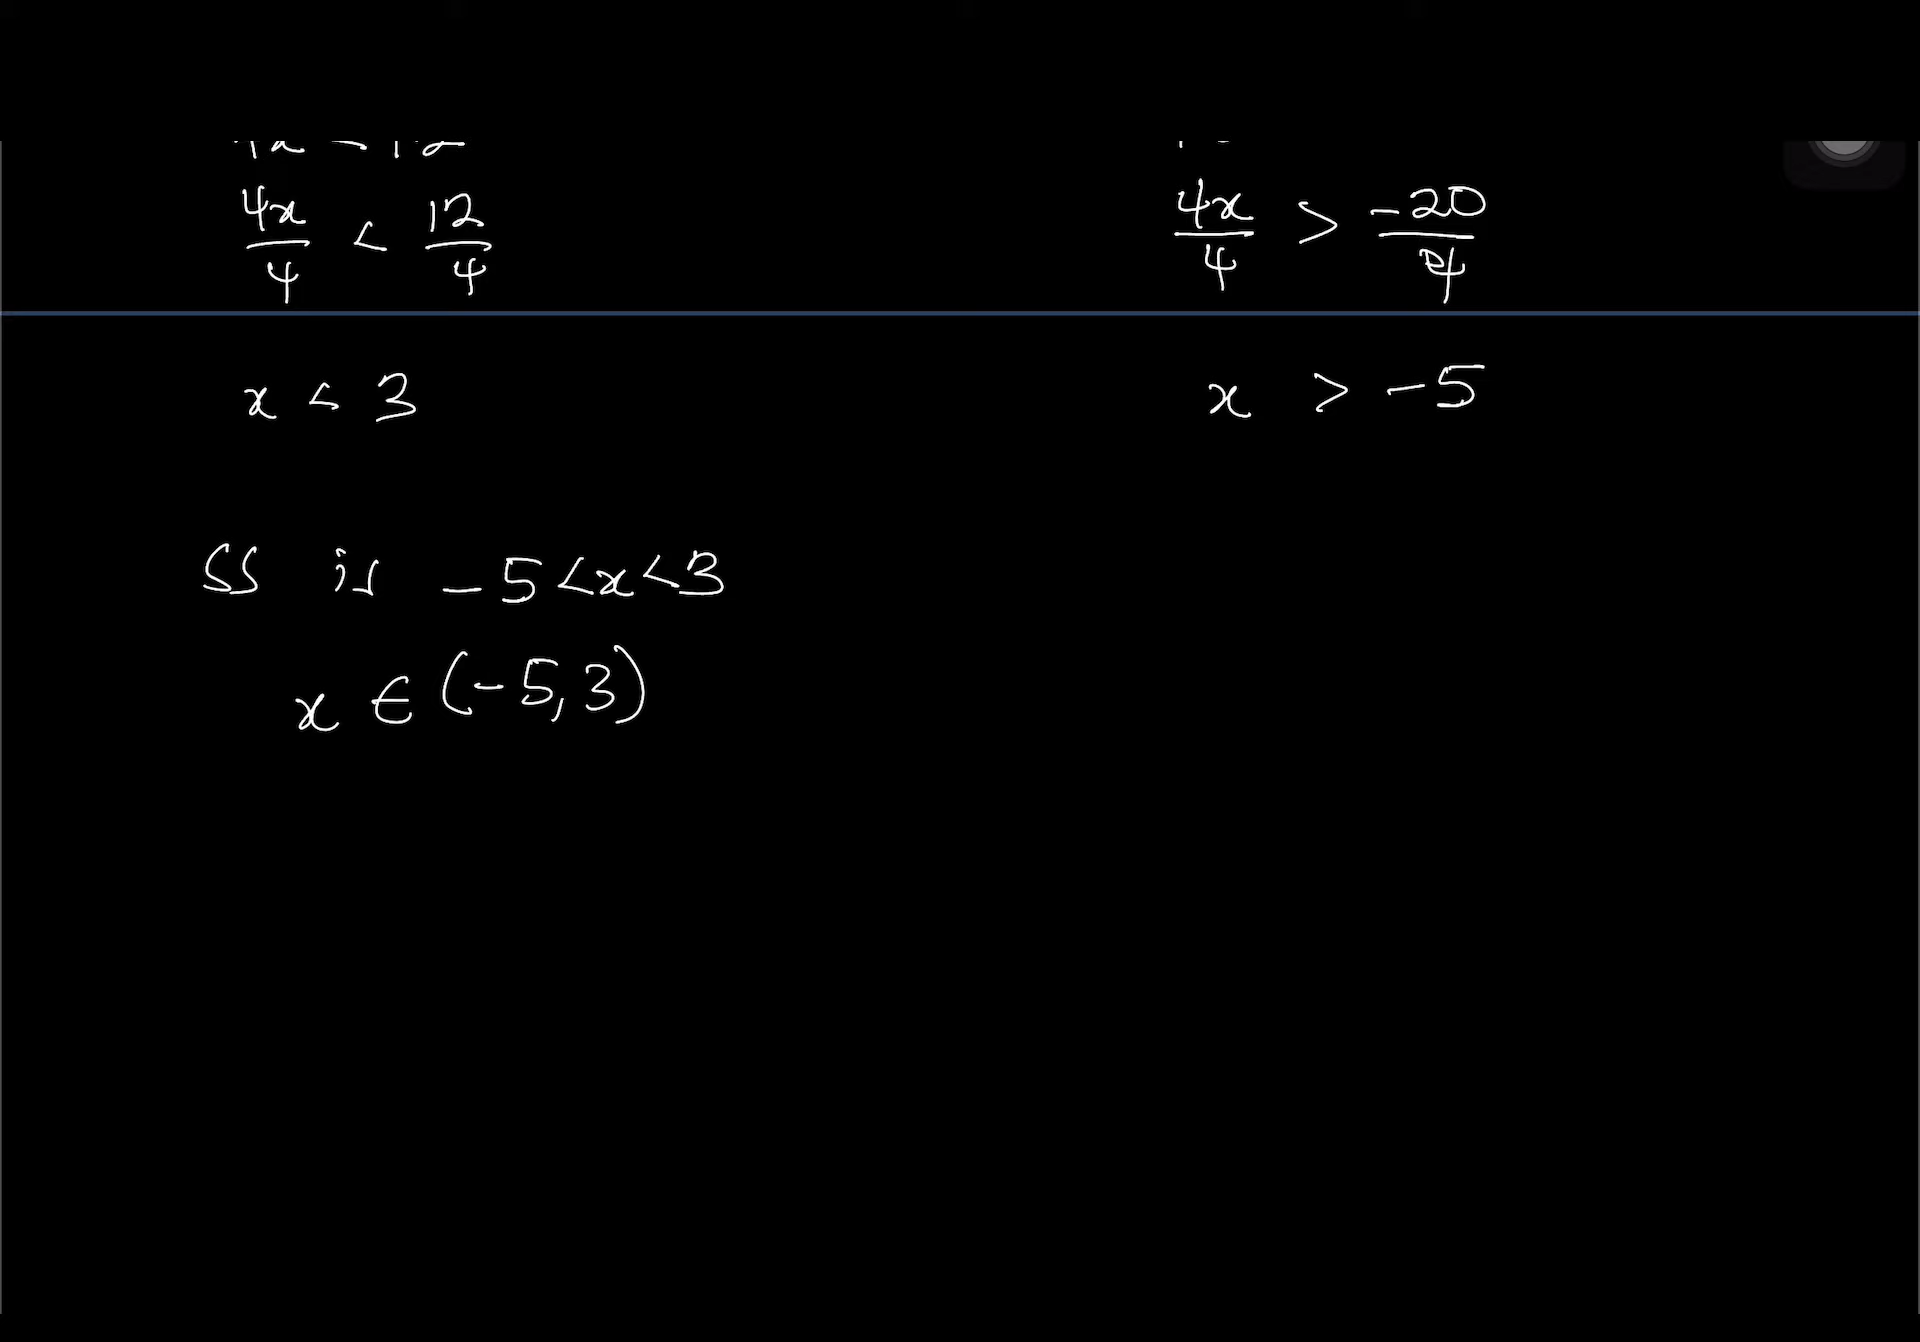 4x/4 < 12/4
4x/4 > -20/4
x < 3
x > -5
SS is -5 < x < 3
x ∈ (-5, 3)